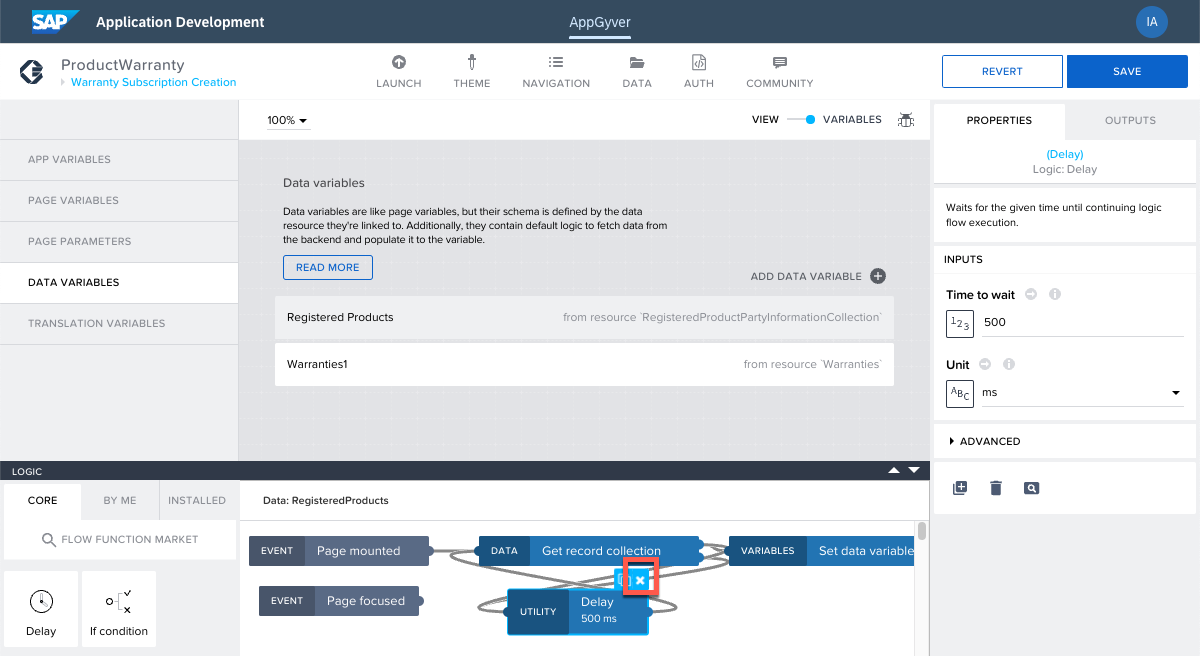 SAP Application Development
AppGyver
IA
ProductWarranty
Warranty Subscription Creation
LAUNCH
THEME
NAVIGATION
DATA
AUTH
COMMUNITY
REVERT
SAVE
100%
VIEW
VARIABLES
PROPERTIES
OUTPUTS
APP VARIABLES
PAGE VARIABLES
PAGE PARAMETERS
DATA VARIABLES
TRANSLATION VARIABLES
Data variables
Data variables are like page variables, but their schema is defined by the data
resource they're linked to. Additionally, they contain default logic to fetch data from
the backend and populate it to the variable.
READ MORE
ADD DATA VARIABLE
Registered Products
from resource `RegisteredProductPartyInformationCollection`
Warranties1
from resource `Warranties`
(Delay)
Logic: Delay
Waits for the given time until continuing logic
flow execution.
INPUTS
Time to wait
123
500
Unit
ABC
ms
ADVANCED
LOGIC
CORE
BY ME
INSTALLED
FLOW FUNCTION MARKET
Delay
If condition
Data: RegisteredProducts
EVENT
Page mounted
DATA
Get record collection
VARIABLES
Set data variable
EVENT
Page focused
UTILITY
Delay
500 ms